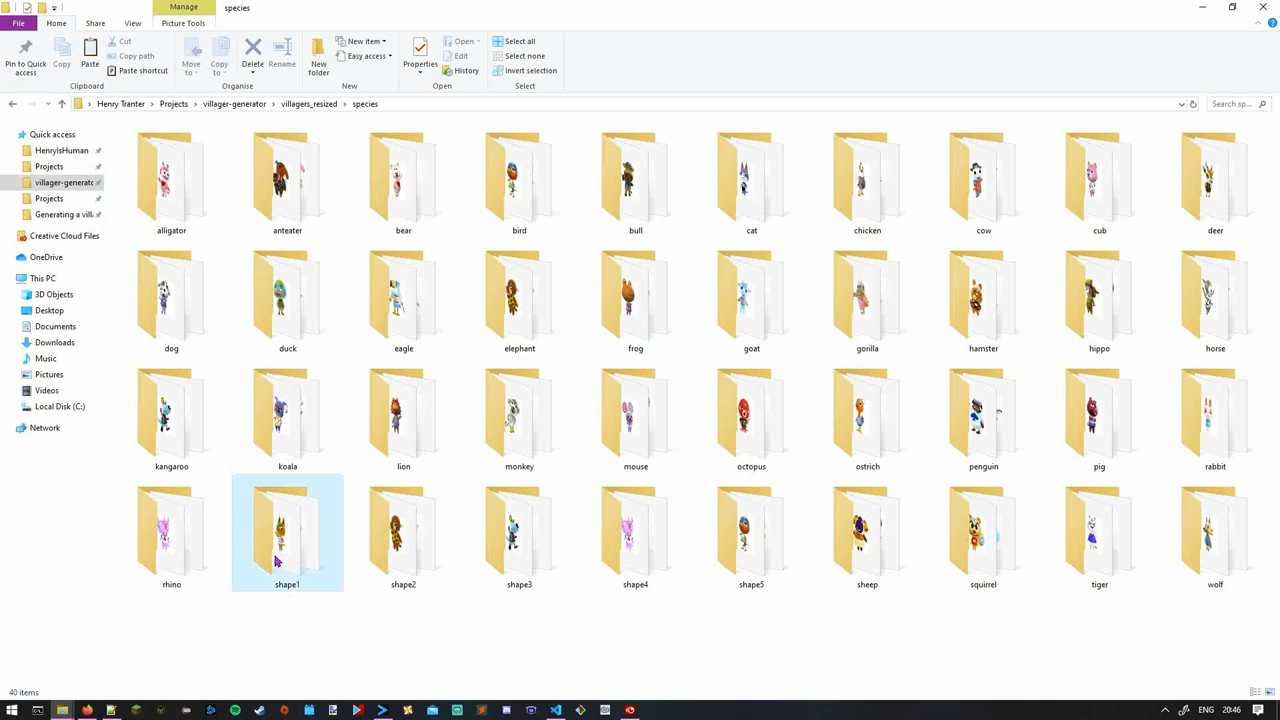 Manage
species
File
Home
Share
View
Picture Tools
Pin to Quick access
Copy
Paste
Cut
Copy path
Paste shortcut
Clipboard
Move to
Copy to
Delete
Rename
Organise
New folder
New item
Easy access
New
Properties
Open
Edit
History
Open
Select all
Select none
Invert selection
Select
Henry Tranter > Projects > villager-generator > villagers_resized > species
Search sp...
Quick access
HenryIsHuman
Projects
villager-generato
Projects
Generating a villa
Creative Cloud Files
OneDrive
This PC
3D Objects
Desktop
Documents
Downloads
Music
Pictures
Videos
Local Disk (C:)
Network
alligator anteater bear bird bull cat chicken cow cub deer
dog duck eagle elephant frog goat gorilla hamster hippo horse
kangaroo koala lion monkey mouse octopus ostrich penguin pig rabbit
rhino shape1 shape2 shape3 shape4 shape5 sheep squirrel tiger wolf
40 items
ENG 20:46